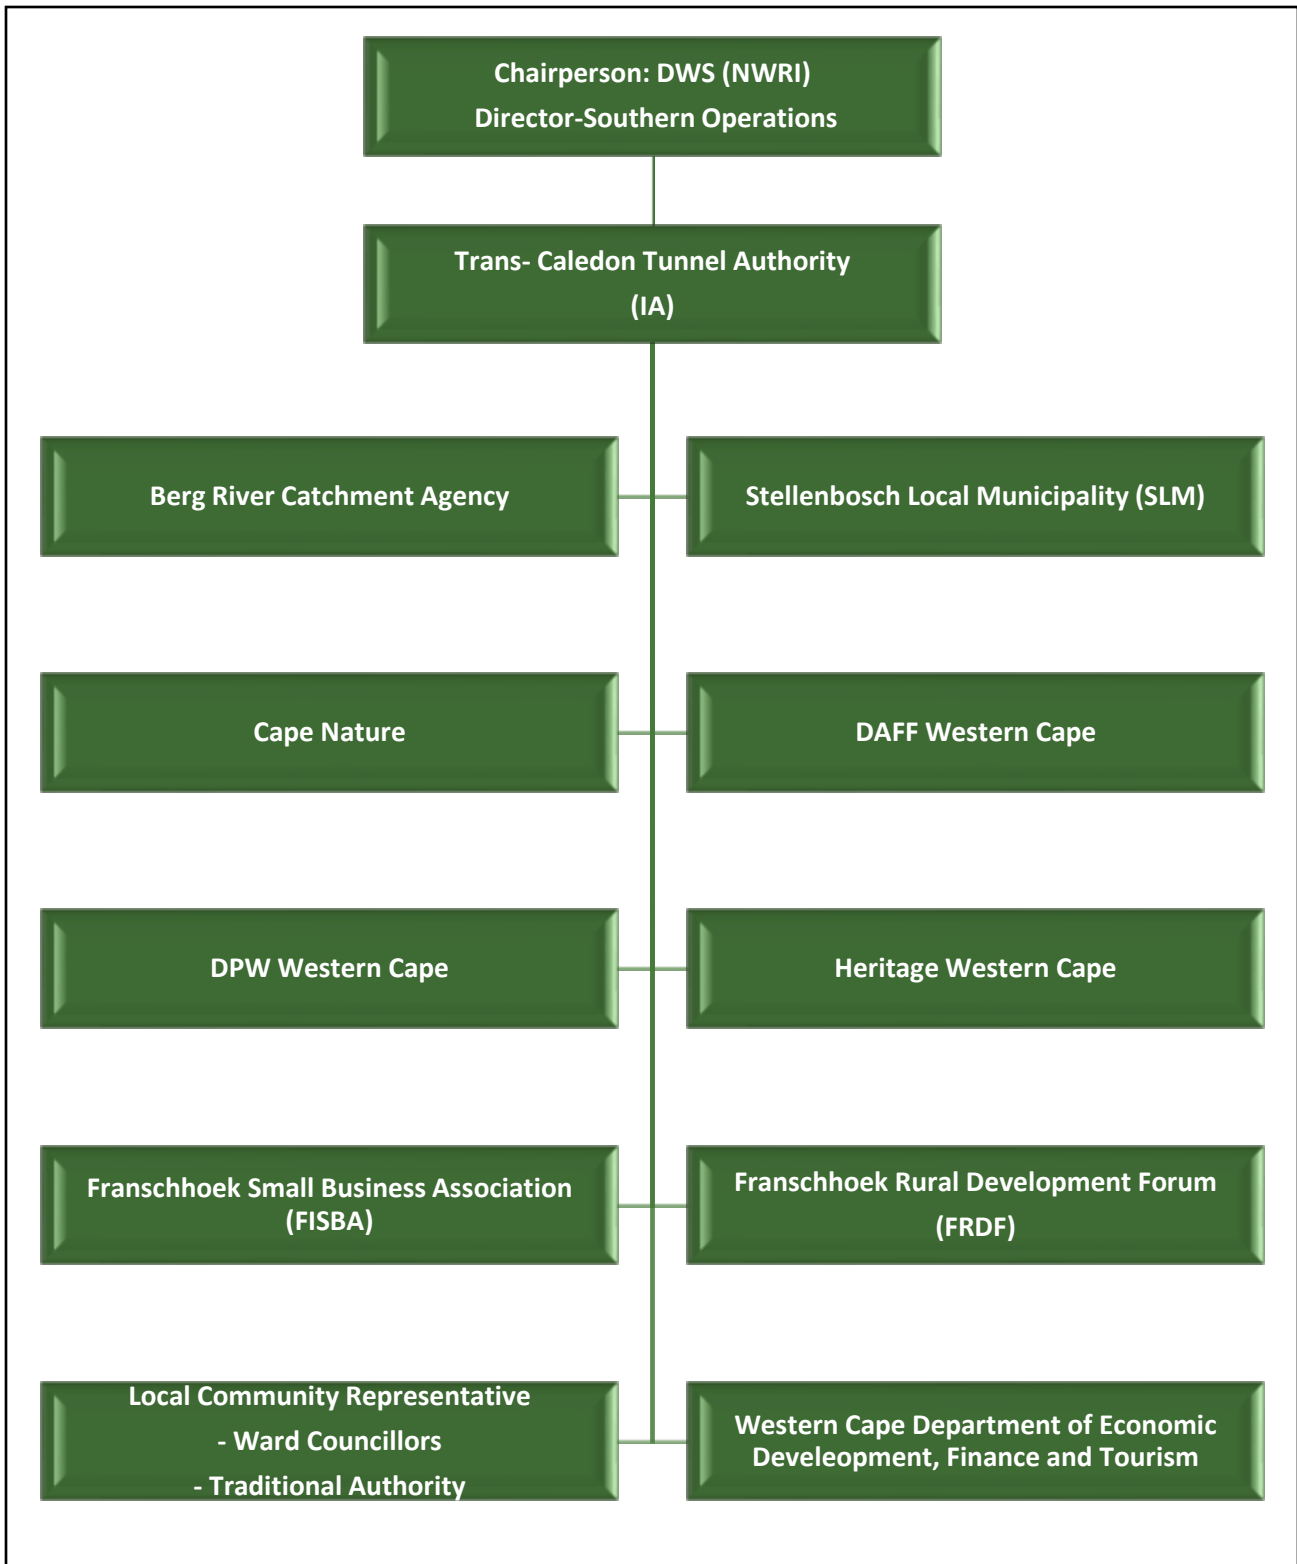 Chairperson: DWS (NWRI)
Director-Southern Operations
Trans- Caledon Tunnel Authority
(IA)
Berg River Catchment Agency
Stellenbosch Local Municipality (SLM)
Cape Nature
DAFF Western Cape
DPW Western Cape
Heritage Western Cape
Franschhoek Small Business Association
(FISBA)
Franschhoek Rural Development Forum
(FRDF)
Local Community Representative
- Ward Councillors
- Traditional Authority
Western Cape Department of Economic
Develeopment, Finance and Tourism